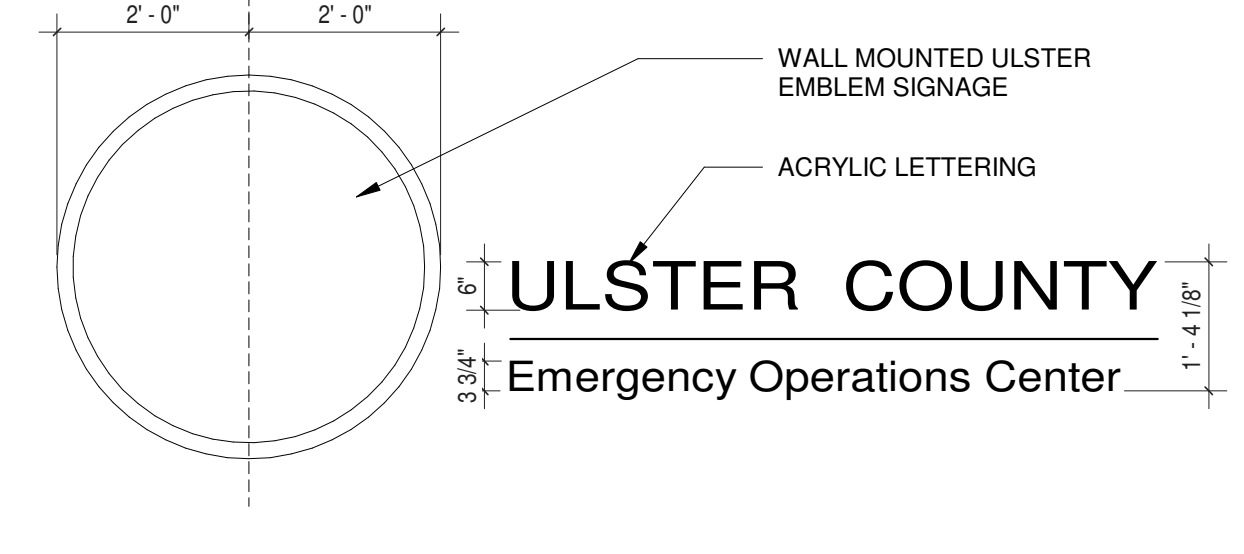 2' - 0" 2' - 0"
WALL MOUNTED ULSTER
EMBLEM SIGNAGE
ACRYLIC LETTERING
6"
ULSTER COUNTY
1' - 4 1/8"
3 3/4"
Emergency Operations Center